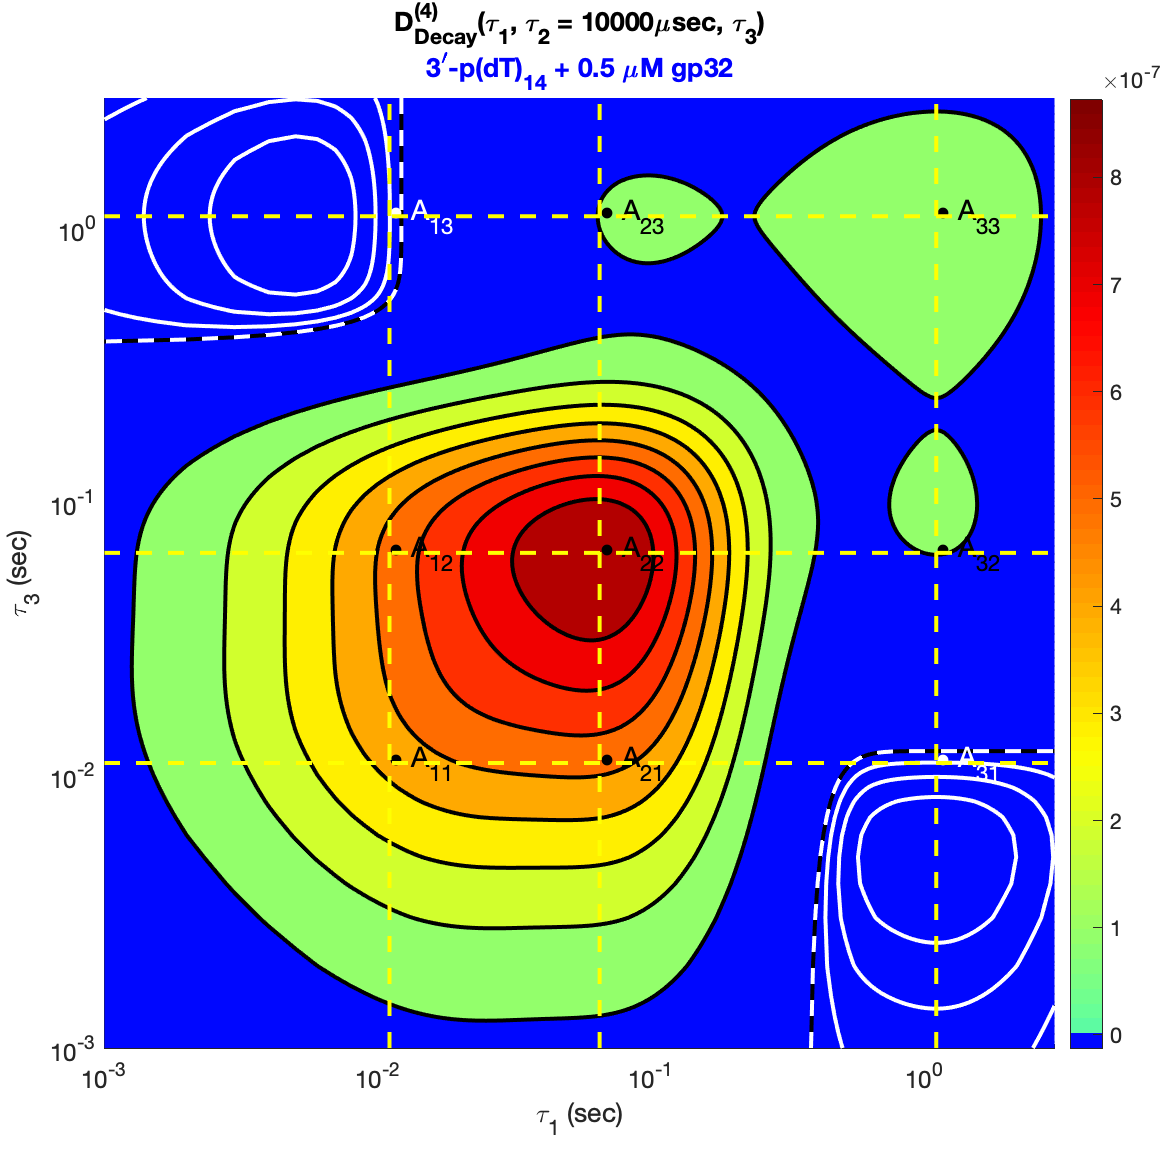 D(4)Decay(τ1, τ2 = 10000μsec, τ3)
3′-p(dT)14 + 0.5 μM gp32
×10-7
8
7
6
5
4
3
2
1
0
100
10-1
10-2
10-3
τ3 (sec)
A13
A23
A33
A12
A22
A32
A11
A21
A31
10-3
10-2
10-1
100
τ1 (sec)